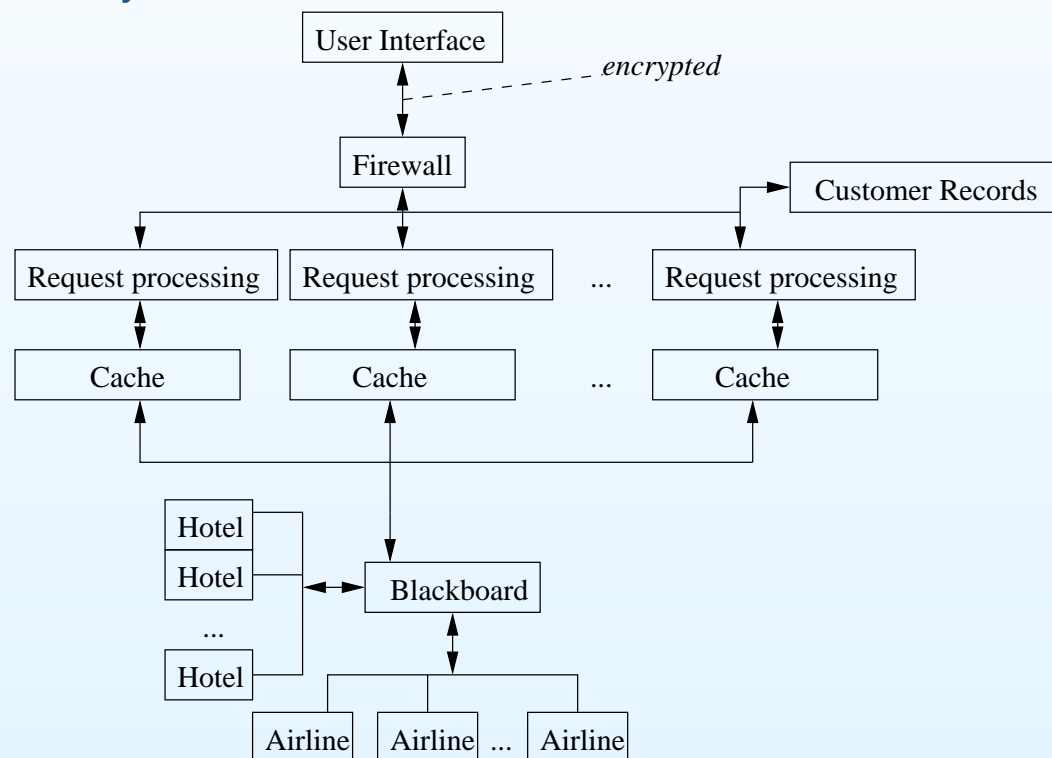 User Interface
encrypted
Firewall
Customer Records
Request processing
Request processing
...
Request processing
Cache
Cache
...
Cache
Hotel
Hotel
...
Hotel
Blackboard
Airline
Airline
...
Airline